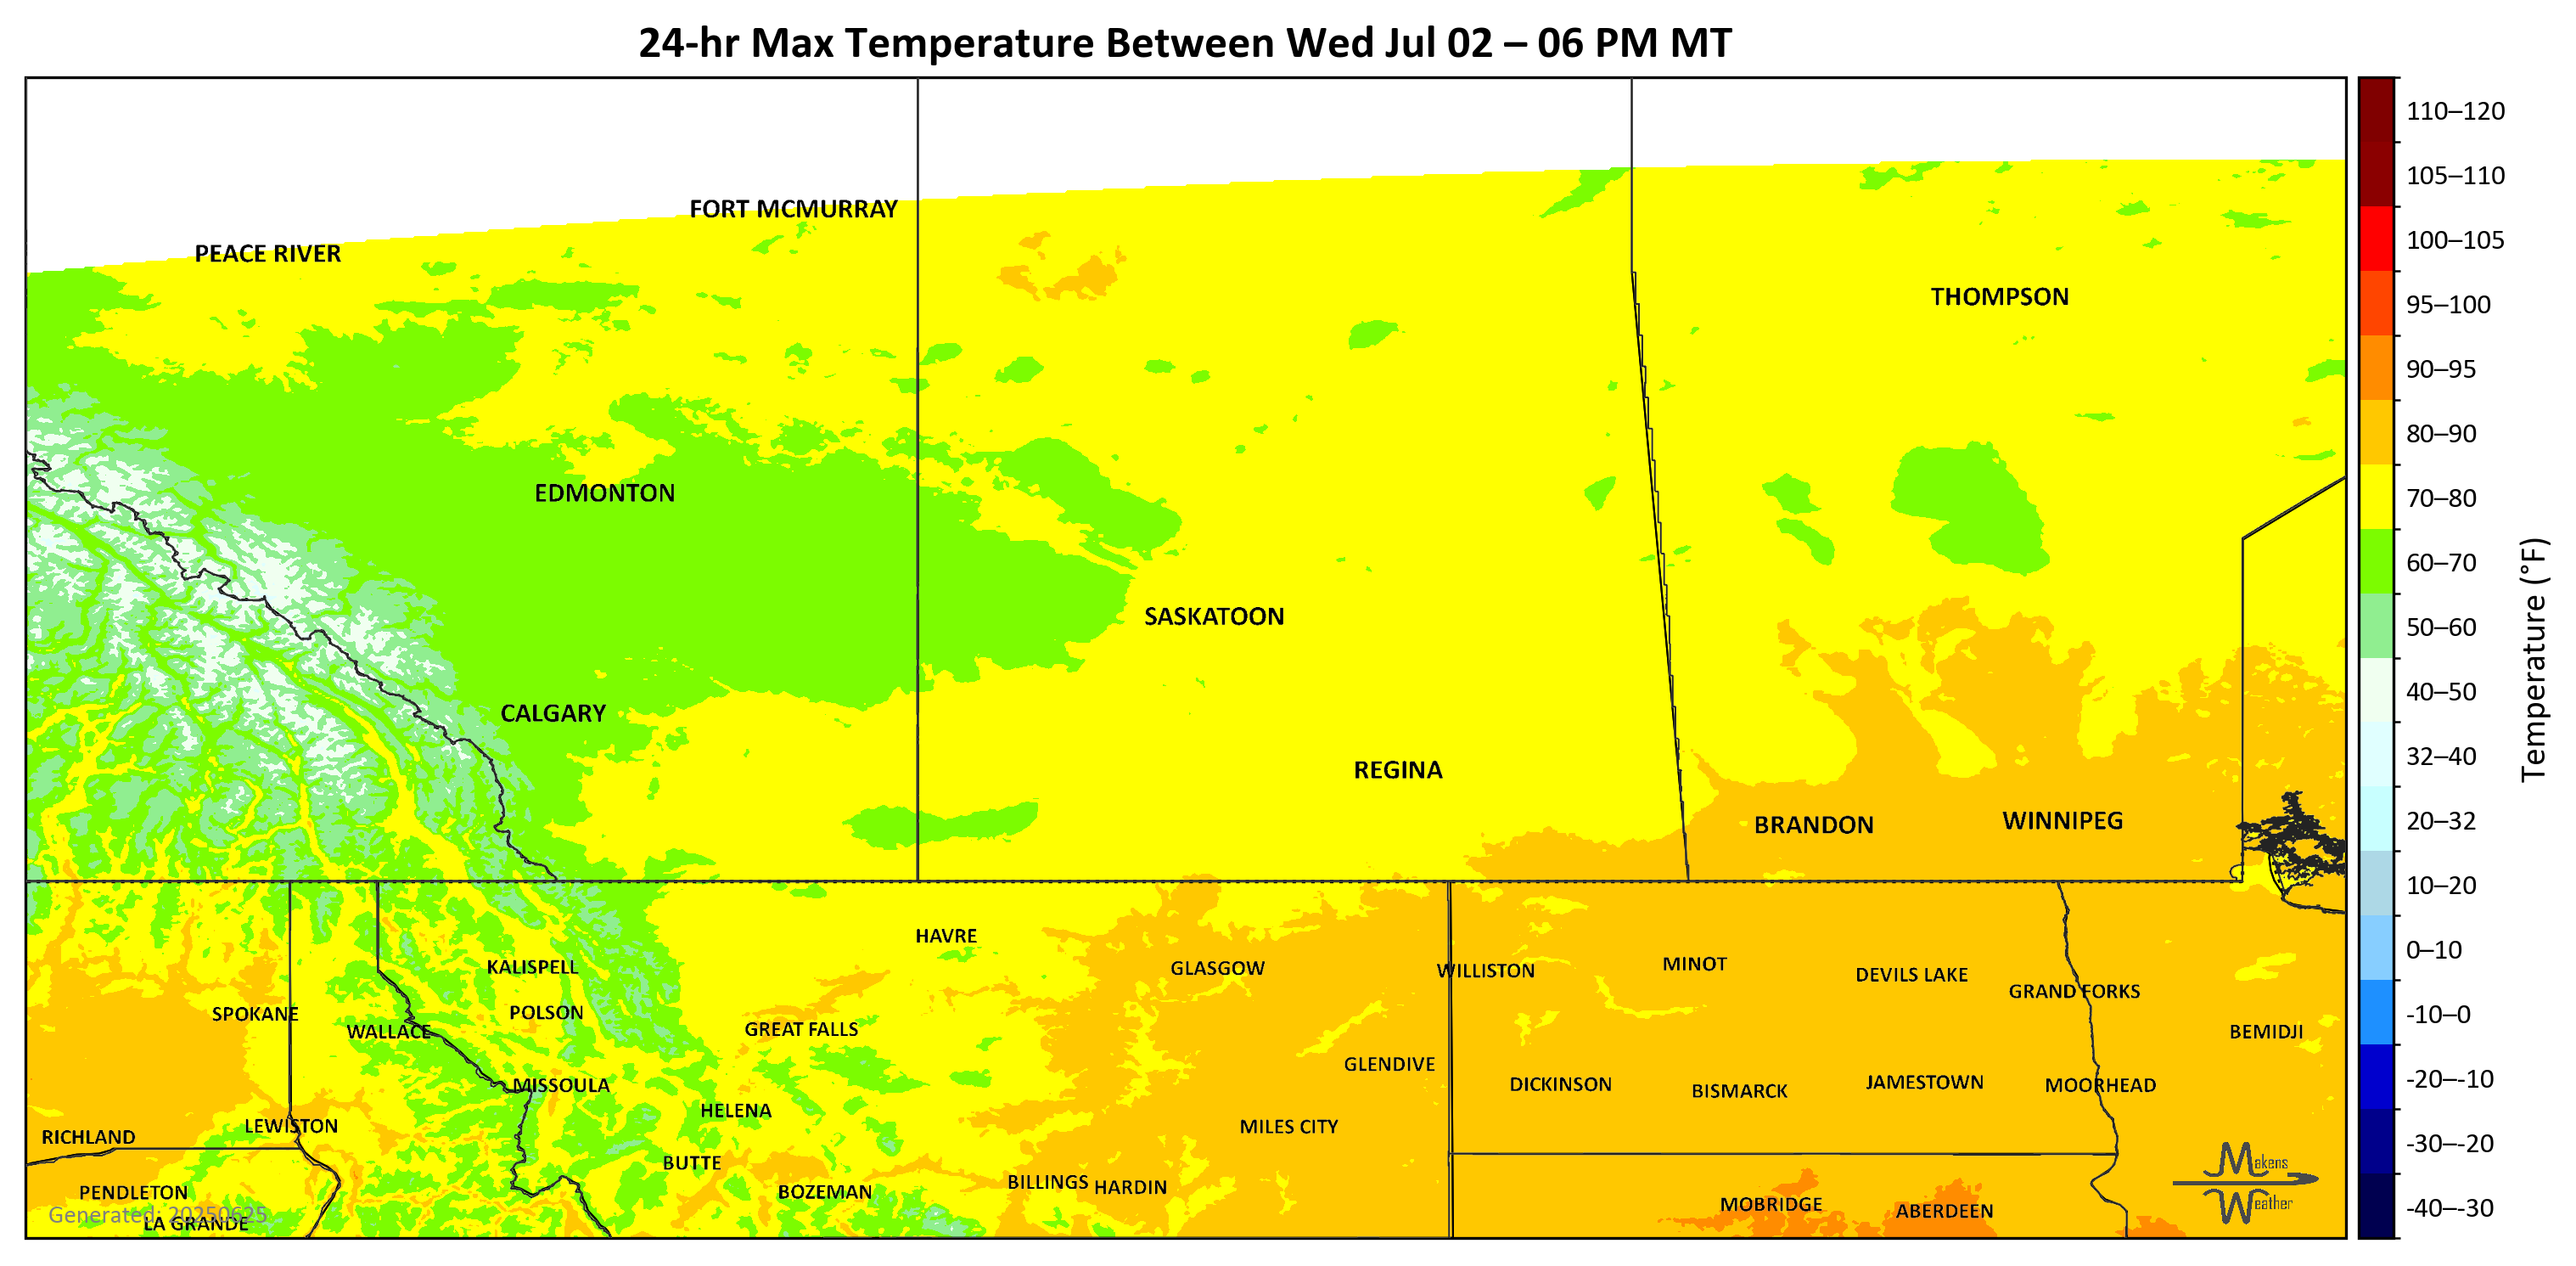 24-hr Max Temperature Between Wed Jul 02 – 06 PM MT
110–120
105–110
100–105
95–100
90–95
80–90
70–80
60–70
50–60
40–50
32–40
20–32
10–20
0–10
-10–0
-20–-10
-30–-20
-40–-30
Temperature (°F)
FORT MCMURRAY
PEACE RIVER
THOMPSON
EDMONTON
SASKATOON
CALGARY
REGINA
BRANDON
WINNIPEG
HAVRE
KALISPELL
GLASGOW
WILLISTON
MINOT
DEVILS LAKE
GRAND FORKS
SPOKANE
POLSON
WALLACE
GREAT FALLS
BEMIDJI
GLENDIVE
MISSOULA
DICKINSON
BISMARCK
JAMESTOWN
MOORHEAD
HELENA
LEWISTON
MILES CITY
RICHLAND
BUTTE
BILLINGS
HARDIN
PENDLETON
BOZEMAN
MOBRIDGE
ABERDEEN
Generated: 20250625
LA GRANDE
Makens
Weather